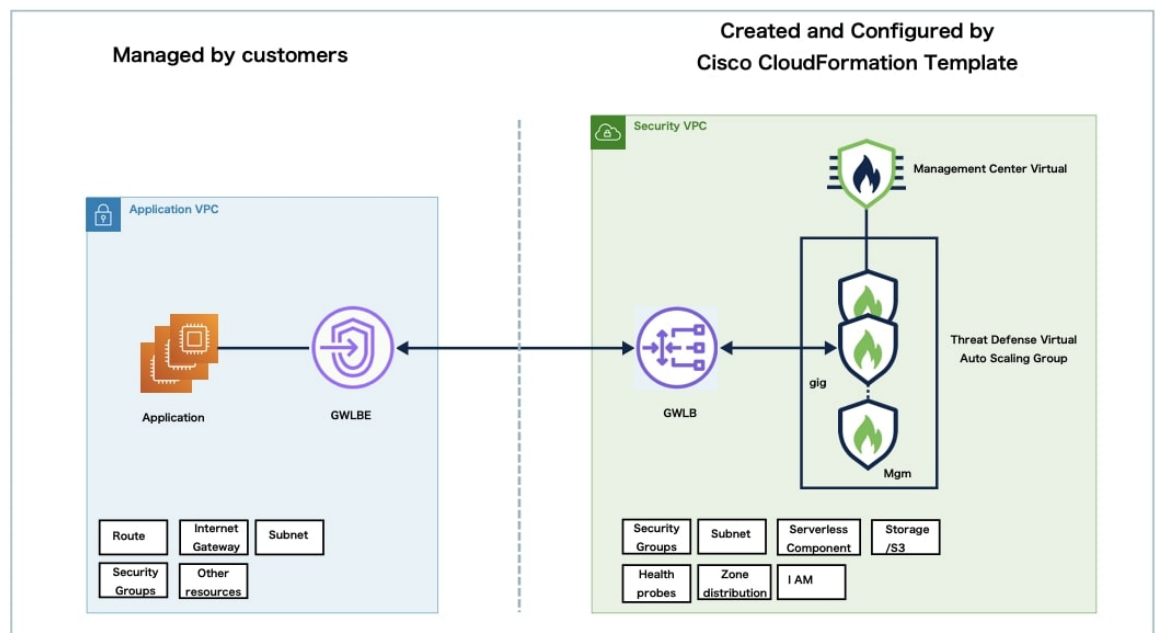 Managed by customers
Created and Configured by
Cisco CloudFormation Template
Application VPC
Application
GWLBE
Route
Internet
Gateway
Subnet
Security
Groups
Other
resources
Security VPC
Management Center Virtual
GWLB
gig
Threat Defense Virtual
Auto Scaling Group
Mgm
Security
Groups
Subnet
Serverless
Component
Storage
/S3
Health
probes
Zone
distribution
I AM